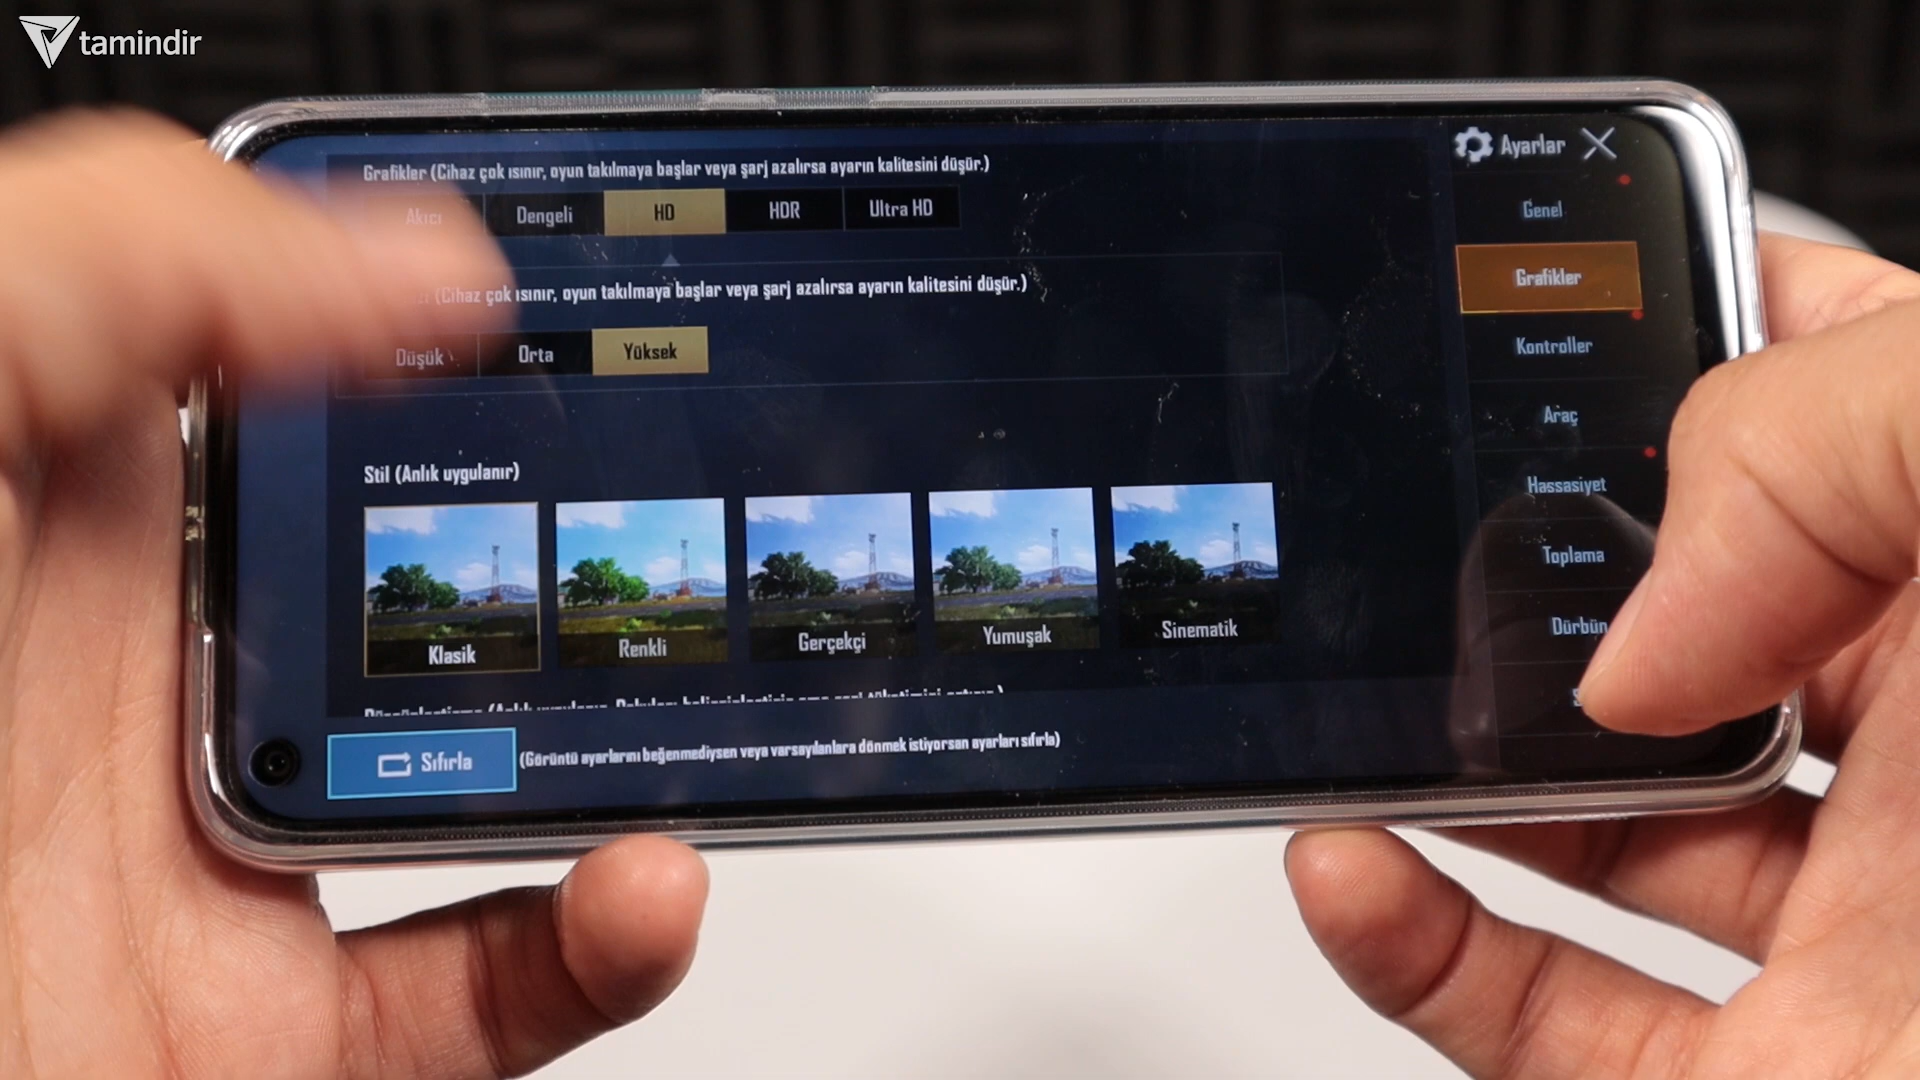 tamindir
Ayarlar
Grafikler (Cihaz çok ısınır, oyun takılmaya başlar veya şarj azalırsa ayarın kalitesini düşür.)
Akıcı Dengeli HD HDR Ultra HD
(Cihaz çok ısınır, oyun takılmaya başlar veya şarj azalırsa ayarın kalitesini düşür.)
Düşük Orta Yüksek
Stil (Anlık uygulanır)
Klasik Renkli Gerçekçi Yumuşak Sinematik
Sıfırla (Görüntü ayarlarını beğenmediysen veya varsayılanlara dönmek istiyorsan ayarları sıfırla)
Genel
Grafikler
Kontroller
Araç
Hassasiyet
Toplama
Dürbün